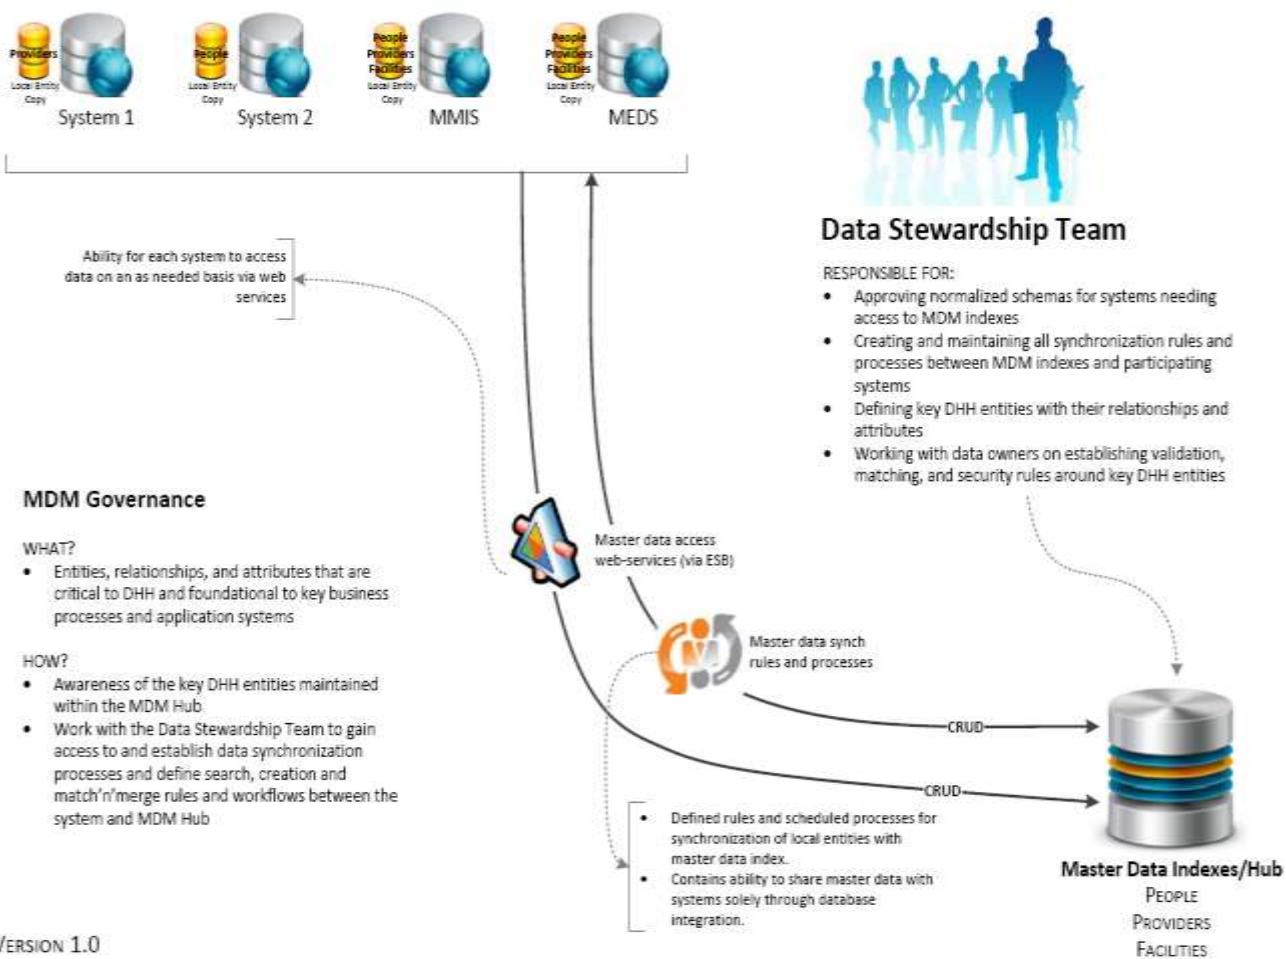 Providers
Local Entity
Copy
System 1
People
Local Entity
Copy
System 2
People
Providers
Facilities
Local Entity
Copy
MMIS
People
Providers
Facilities
Local Entity
Copy
MEDS
Data Stewardship Team
RESPONSIBLE FOR:
• Approving normalized schemas for systems needing
access to MDM indexes
• Creating and maintaining all synchronization rules and
processes between MDM indexes and participating
systems
• Defining key DHH entities with their relationships and
attributes
• Working with data owners on establishing validation,
matching, and security rules around key DHH entities
Ability for each system to access
data on an as needed basis via web
services
MDM Governance
WHAT?
• Entities, relationships, and attributes that are
critical to DHH and foundational to key business
processes and application systems
HOW?
• Awareness of the key DHH entities maintained
within the MDM Hub
• Work with the Data Stewardship Team to gain
access to and establish data synchronization
processes and define search, creation and
match'n'merge rules and workflows between the
system and MDM Hub
Master data access
web-services (via ESB)
Master data synch
rules and processes
CRUD
CRUD
• Defined rules and scheduled processes for
synchronization of local entities with
master data index.
• Contains ability to share master data with
systems solely through database
integration.
Master Data Indexes/Hub
PEOPLE
PROVIDERS
FACILITIES
VERSION 1.0